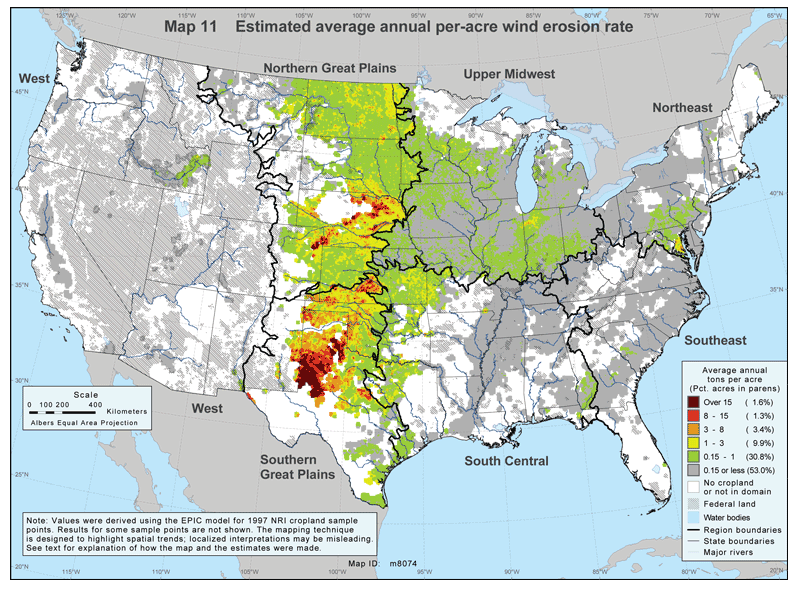 125°W 120°W 115°W 110°W 105°W 100°W 95°W 90°W 85°W 80°W 75°W 70°W 65°W
Map 11 Estimated average annual per-acre wind erosion rate
Northern Great Plains
Upper Midwest
West
Northeast
45°N
45°N
40°N
40°N
35°N
35°N
30°N
30°N
25°N
25°N
20°N
20°N
Southeast
West
Southern
Great Plains
South Central
Scale
0 100 200 400 Kilometers
Albers Equal Area Projection
Average annual
tons per acre
(Pct. acres in parens)
Over 15 ( 1.6%)
8 - 15 ( 1.3%)
3 - 8 ( 3.4%)
1 - 3 ( 9.9%)
0.15 - 1 (30.8%)
0.15 or less (53.0%)
No cropland
or not in domain
Federal land
Water bodies
Region boundaries
State boundaries
Major rivers
Note: Values were derived using the EPIC model for 1997 NRI cropland sample
points. Results for some sample points are not shown. The mapping technique
is designed to highlight spatial trends; localized interpretations may be misleading.
See text for explanation of how the map and the estimates were made.
Map ID: m8074
105°W 100°W 95°W 90°W 85°W 80°W